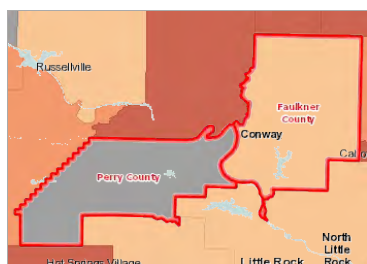 Russellville
Faulkner
County
Conway
Perry County
North
Little
Little Rock
Rock